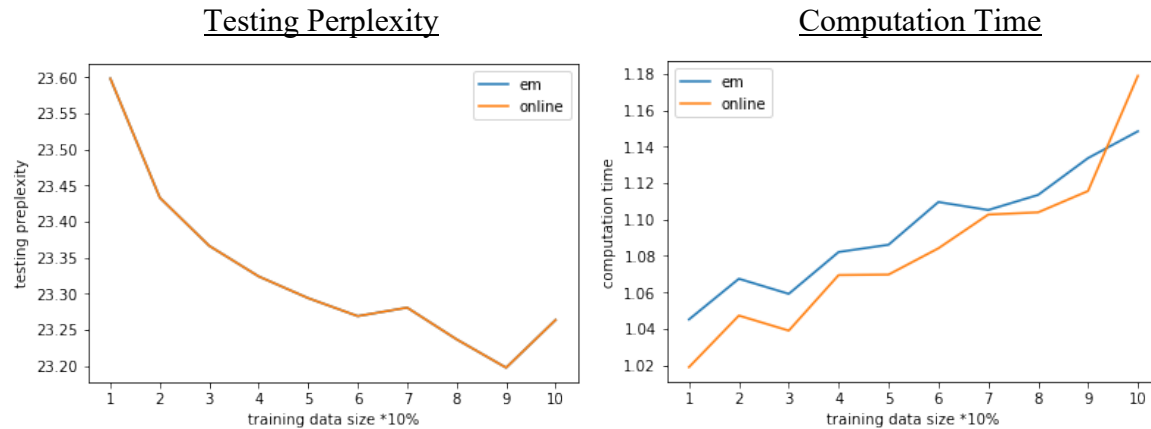 Testing Perplexity
23.60
23.55
23.50
23.45
23.40
23.35
23.30
23.25
23.20
testing preplexity
em
online
1 2 3 4 5 6 7 8 9 10
training data size *10%
Computation Time
1.18
1.16
1.14
1.12
1.10
1.08
1.06
1.04
1.02
computation time
em
online
1 2 3 4 5 6 7 8 9 10
training data size *10%